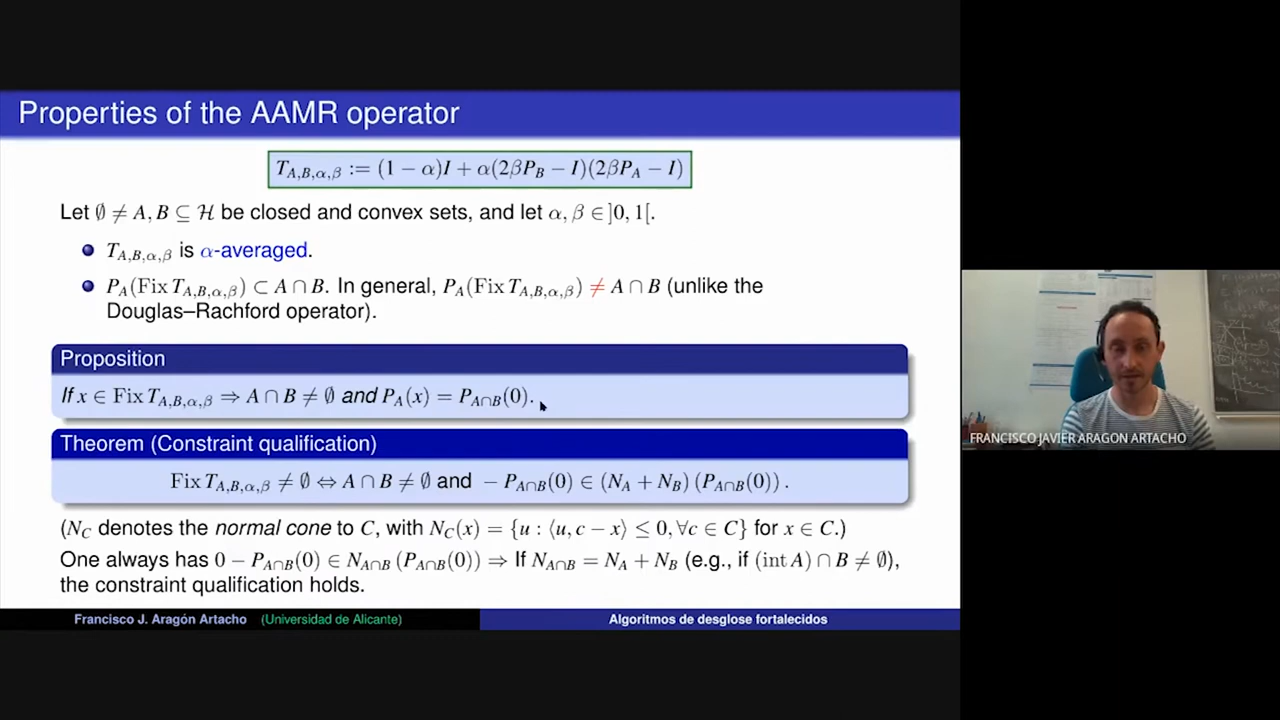 Properties of the AAMR operator
T_{A,B,α,β} := (1 − α)I + α(2βP_B − I)(2βP_A − I)
Let ∅ ≠ A, B ⊆ ℋ be closed and convex sets, and let α, β ∈ ]0, 1[.
T_{A,B,α,β} is α-averaged.
P_A(Fix T_{A,B,α,β}) ⊂ A ∩ B. In general, P_A(Fix T_{A,B,α,β}) ≠ A ∩ B (unlike the
Douglas–Rachford operator).
Proposition
If x ∈ Fix T_{A,B,α,β} ⇒ A ∩ B ≠ ∅ and P_A(x) = P_{A∩B}(0).
Theorem (Constraint qualification)
Fix T_{A,B,α,β} ≠ ∅ ⇔ A ∩ B ≠ ∅ and − P_{A∩B}(0) ∈ (N_A + N_B) (P_{A∩B}(0)) .
(N_C denotes the normal cone to C, with N_C(x) = {u : ⟨u, c − x⟩ ≤ 0, ∀c ∈ C} for x ∈ C.)
One always has 0 − P_{A∩B}(0) ∈ N_{A∩B} (P_{A∩B}(0)) ⇒ If N_{A∩B} = N_A + N_B (e.g., if (int A) ∩ B ≠ ∅),
the constraint qualification holds.
Francisco J. Aragón Artacho (Universidad de Alicante)
Algoritmos de desglose fortalecidos
FRANCISCO JAVIER ARAGON ARTACHO